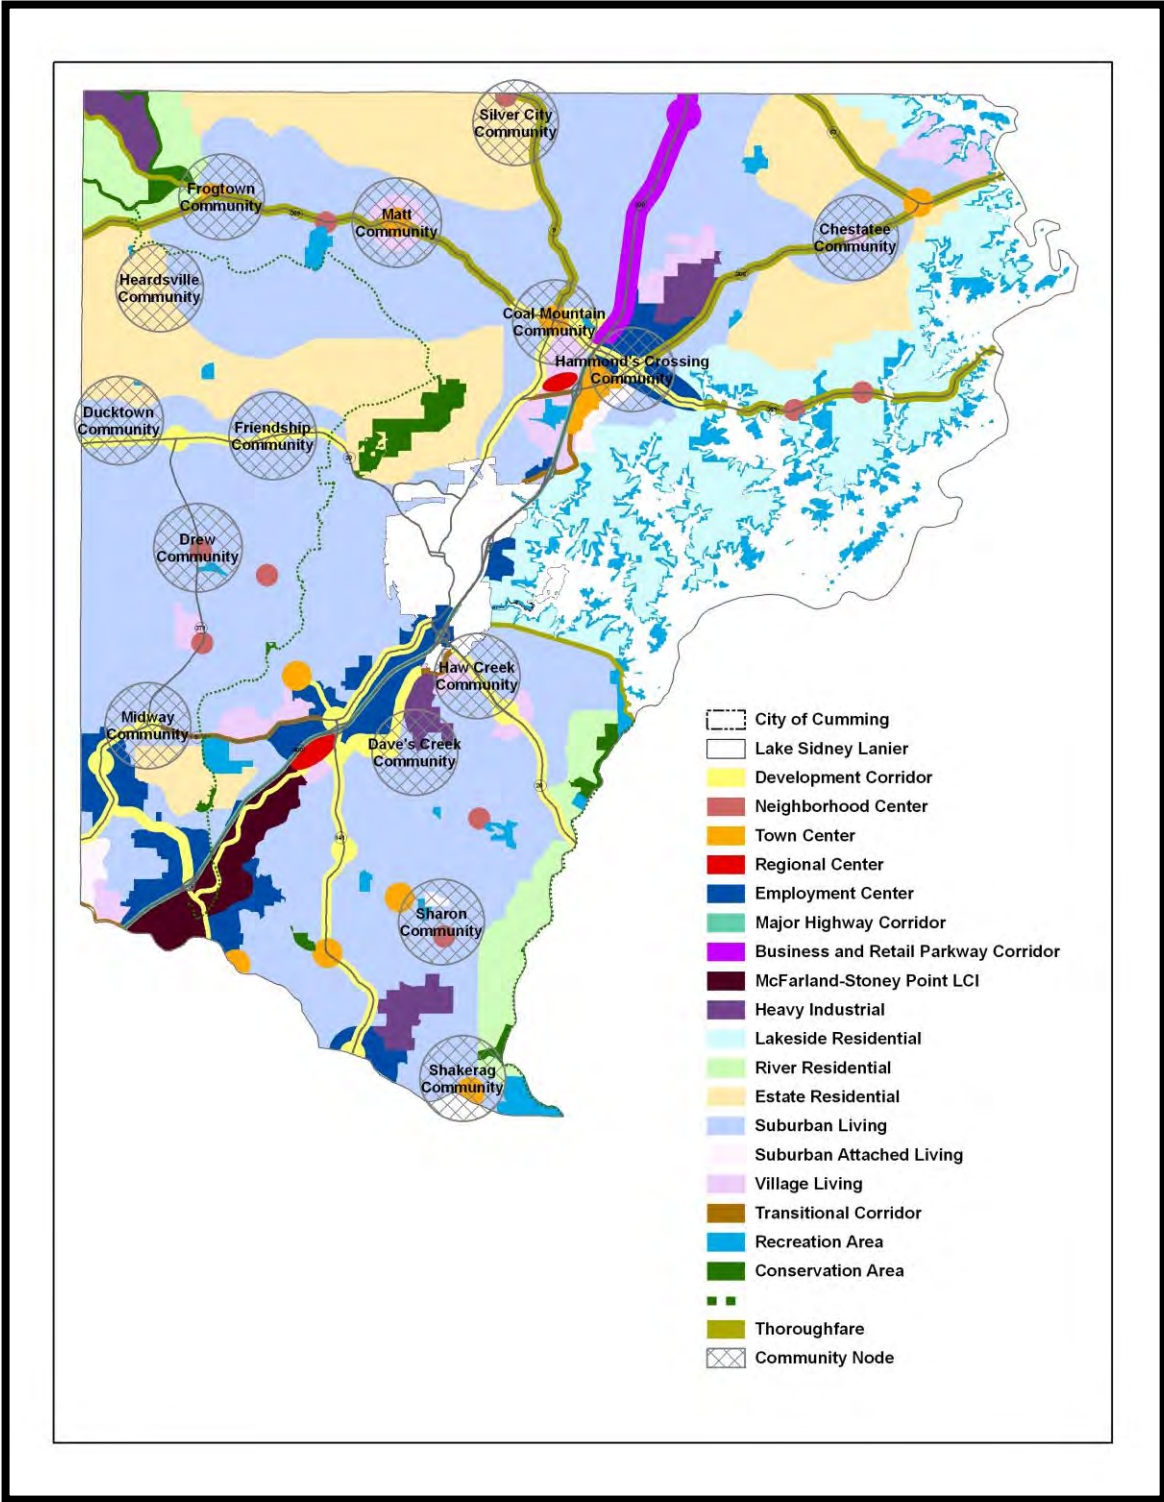 Silver City
Community
Frogtown
Community
Matt
Community
Chestatee
Community
Heardsville
Community
Coal Mountain
Community
Hammond's Crossing
Community
Ducktown
Community
Friendship
Community
Drew
Community
Haw Creek
Community
Midway
Community
Dave's Creek
Community
Sharon
Community
Shakerag
Community
City of Cumming
Lake Sidney Lanier
Development Corridor
Neighborhood Center
Town Center
Regional Center
Employment Center
Major Highway Corridor
Business and Retail Parkway Corridor
McFarland-Stoney Point LCI
Heavy Industrial
Lakeside Residential
River Residential
Estate Residential
Suburban Living
Suburban Attached Living
Village Living
Transitional Corridor
Recreation Area
Conservation Area
Thoroughfare
Community Node